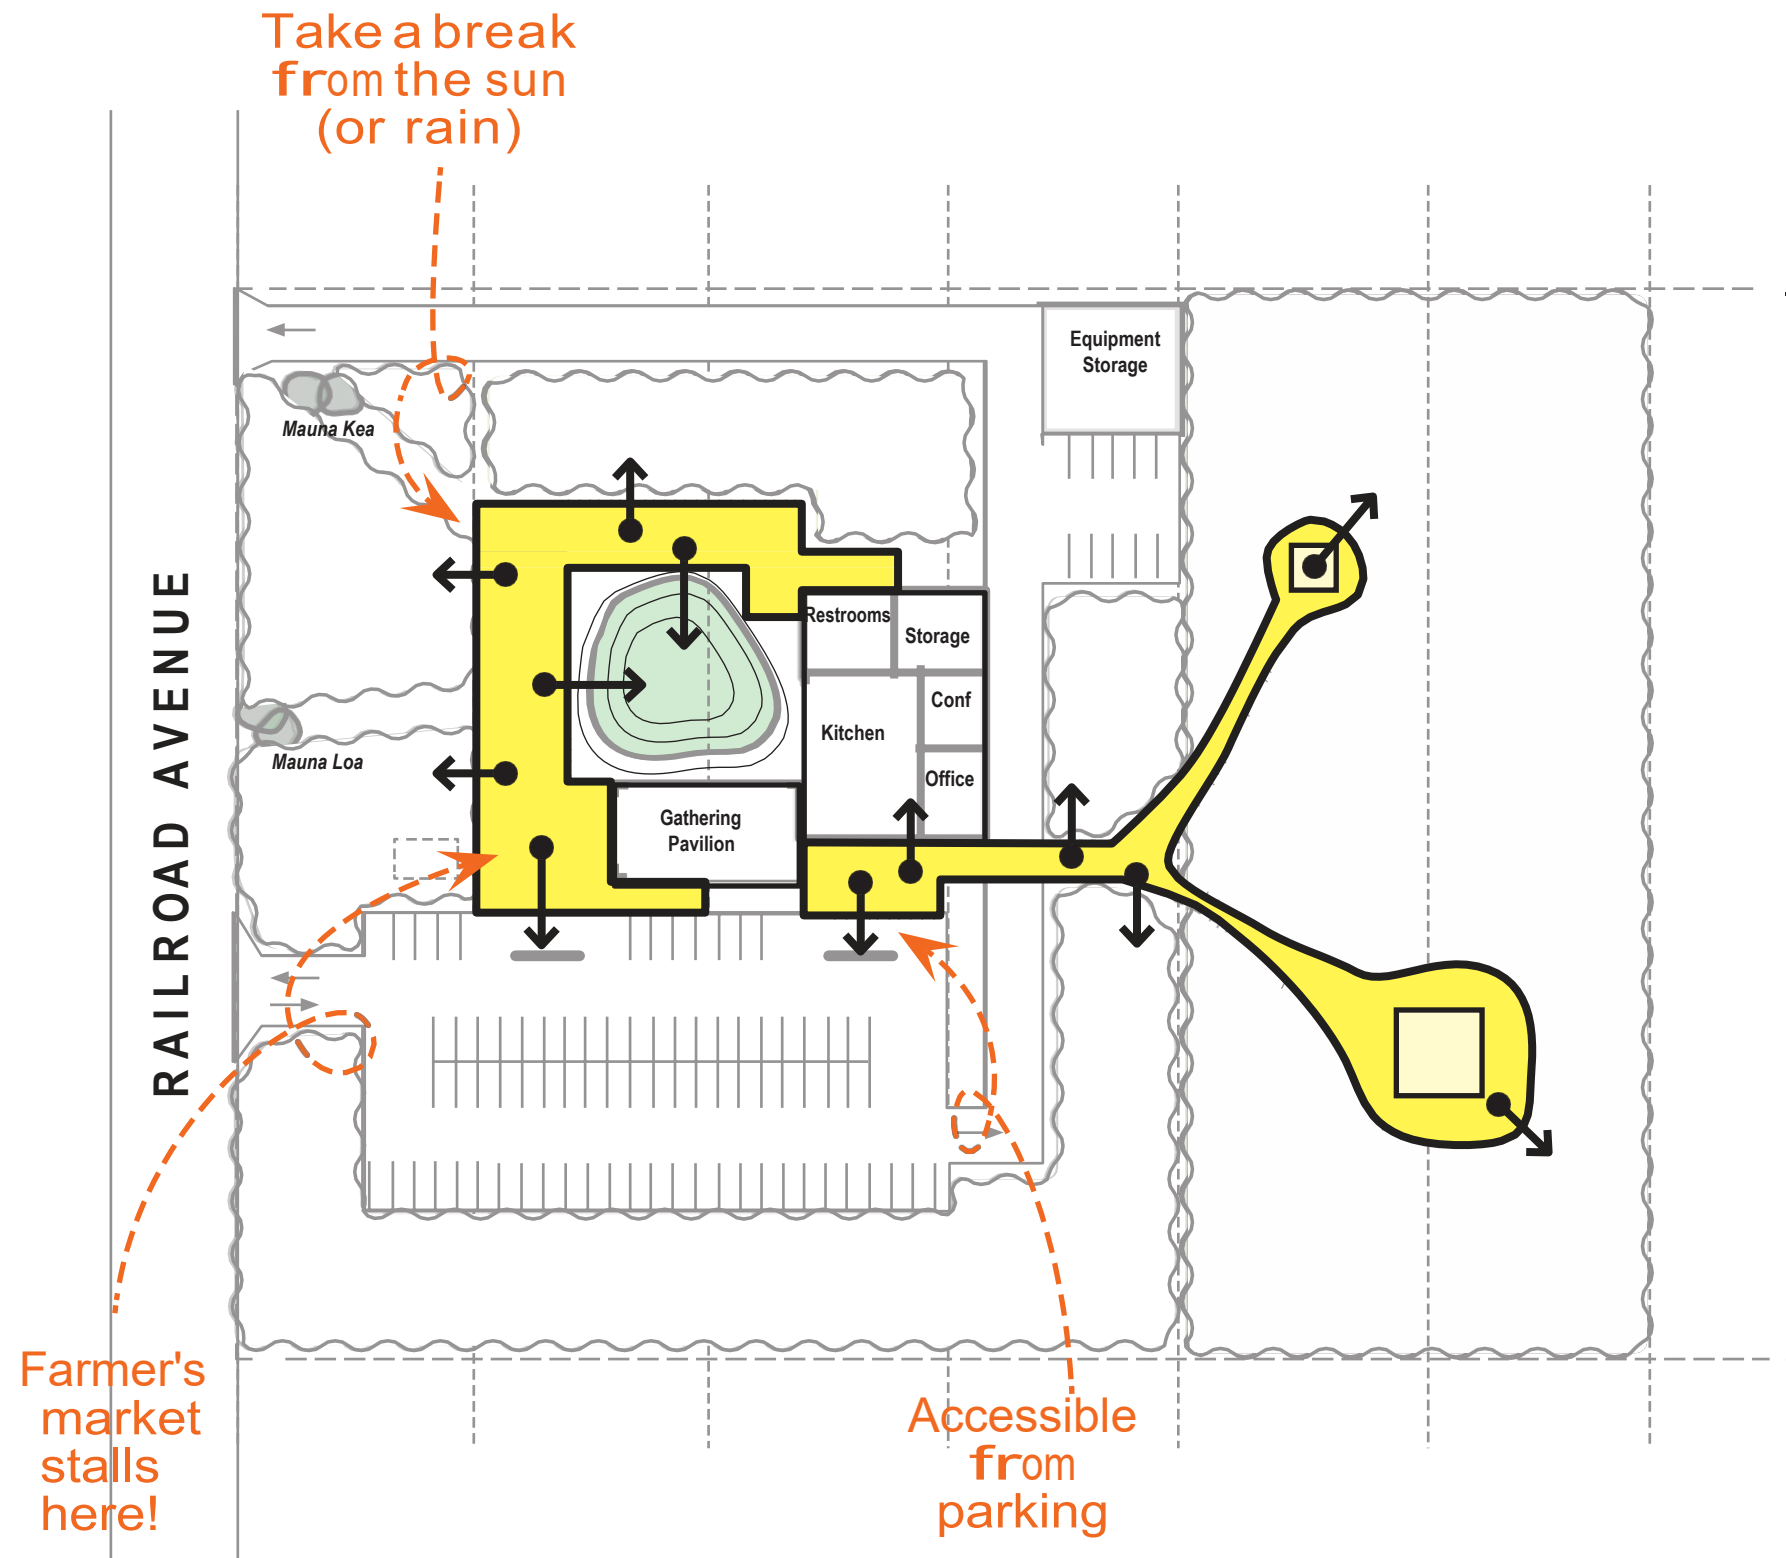 Take a break
from the sun
(or rain)
Equipment
Storage
Mauna Kea
RAILROAD AVENUE
Restrooms
Storage
Conf
Kitchen
Office
Mauna Loa
Gathering
Pavilion
Farmer's
market
stalls
here!
Accessible
from
parking